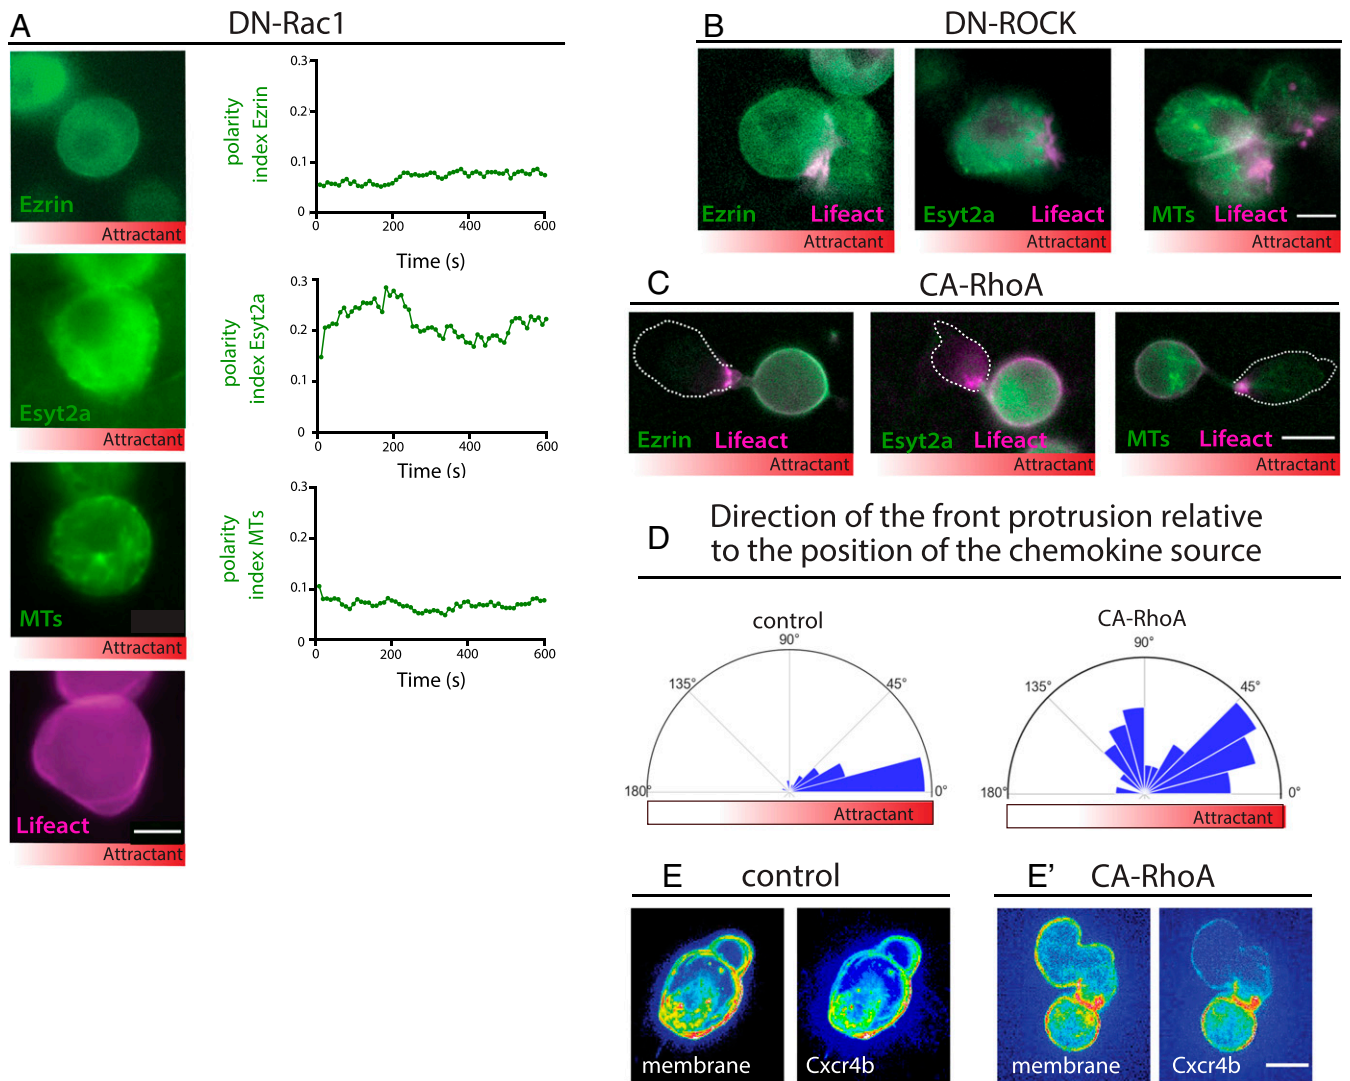 A
DN-Rac1
Ezrin
Attractant
polarity
index Ezrin
0.3
0.2
0.1
0
0
200
400
600
Time (s)
Esyt2a
Attractant
polarity
index Esyt2a
0.3
0.2
0.1
0
0
200
400
600
Time (s)
MTs
Attractant
polarity
index MTs
0.3
0.2
0.1
0
0
200
400
600
Time (s)
Lifeact
Attractant
B
DN-ROCK
Ezrin Lifeact
Attractant
Esyt2a Lifeact
Attractant
MTs Lifeact
Attractant
C
CA-RhoA
Ezrin Lifeact
Attractant
Esyt2a Lifeact
Attractant
MTs Lifeact
Attractant
D
Direction of the front protrusion relative
to the position of the chemokine source
control
90°
135°
45°
180°
0°
Attractant
CA-RhoA
90°
135°
45°
180°
0°
Attractant
E
control
membrane
Cxcr4b
E’
CA-RhoA
membrane
Cxcr4b